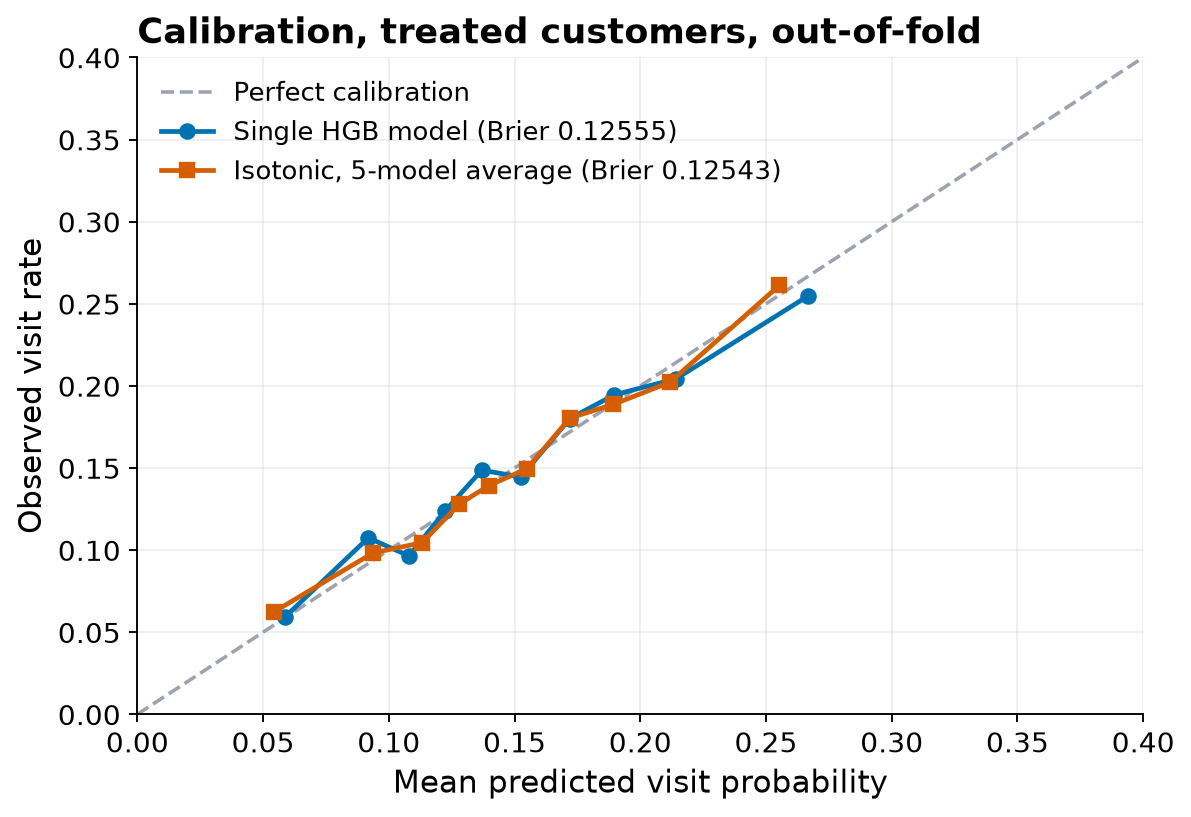 Calibration, treated customers, out-of-fold
Perfect calibration
Single HGB model (Brier 0.12555)
Isotonic, 5-model average (Brier 0.12543)
Observed visit rate
0.40
0.35
0.30
0.25
0.20
0.15
0.10
0.05
0.00
0.00 0.05 0.10 0.15 0.20 0.25 0.30 0.35 0.40
Mean predicted visit probability